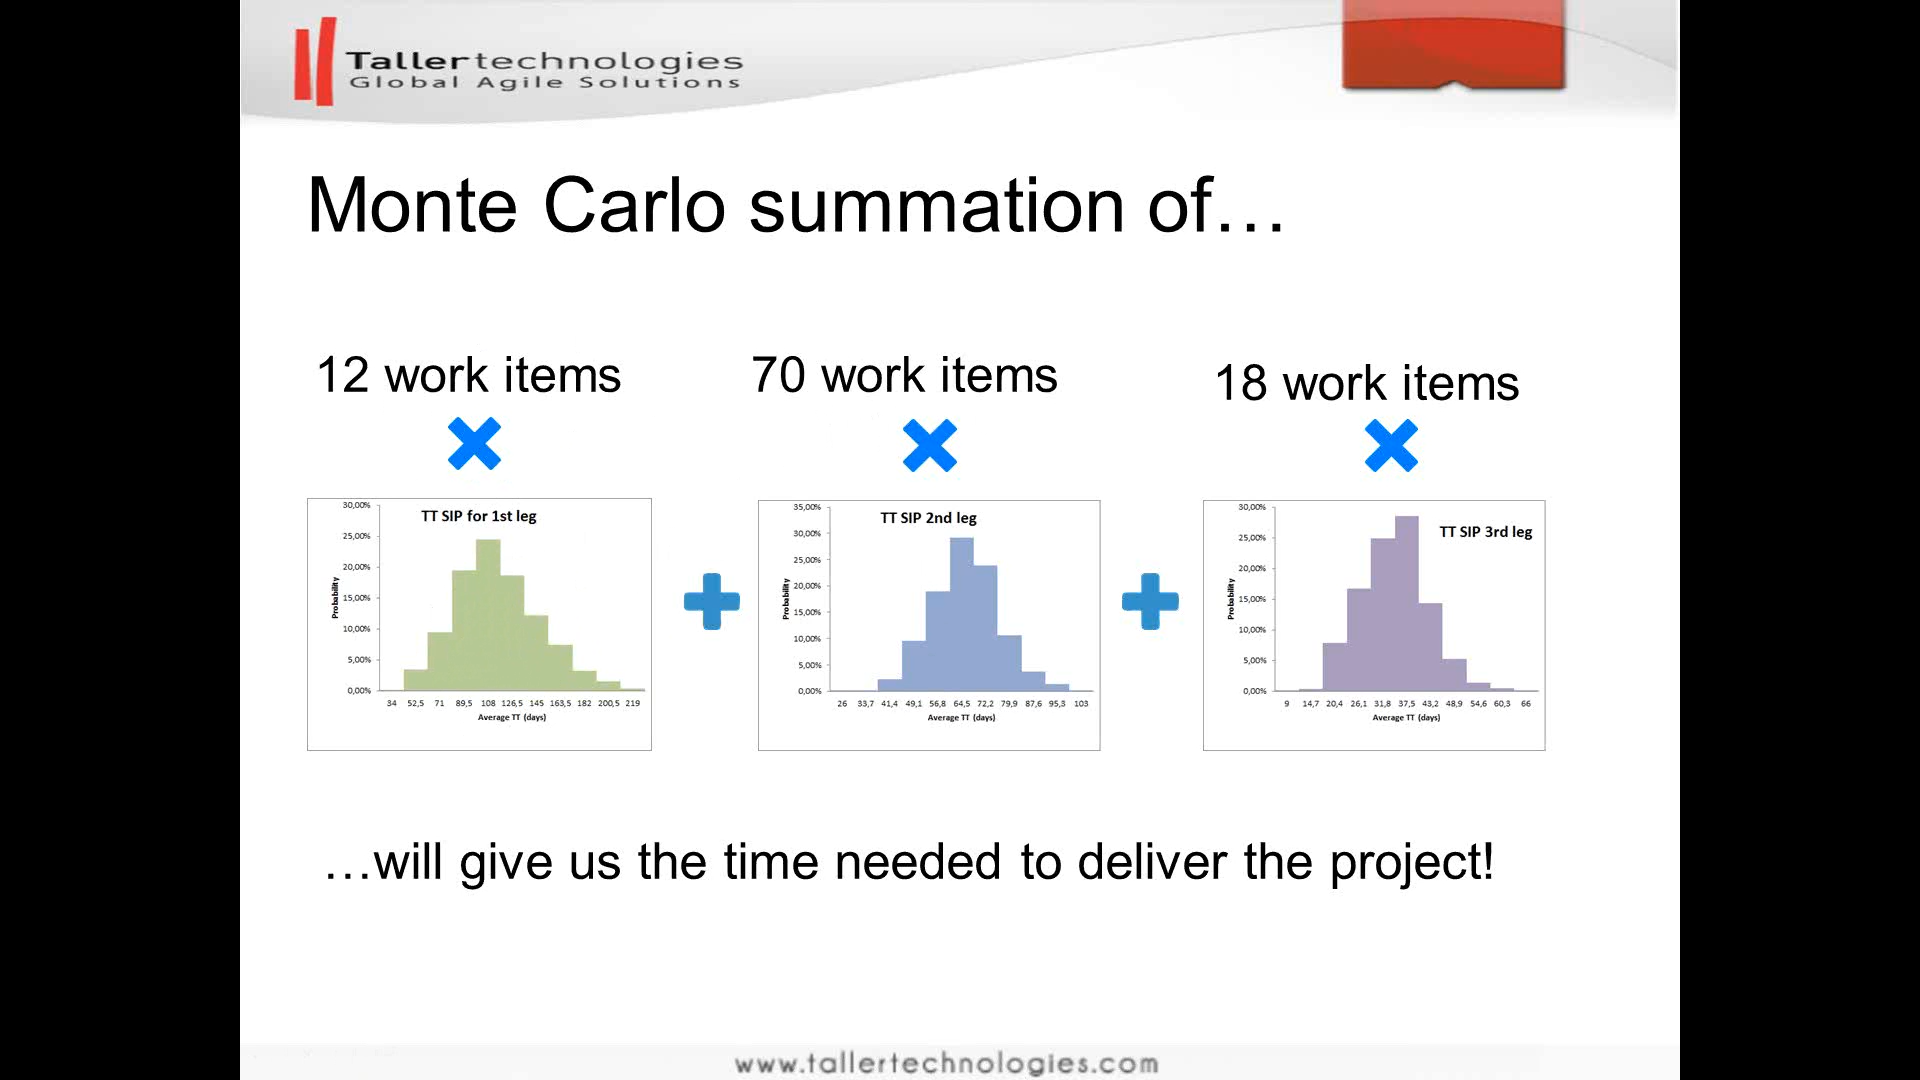 Tallertechnologies
Global Agile Solutions
Monte Carlo summation of…
12 work items
70 work items
18 work items
TT SIP for 1st leg
30,00%
25,00%
20,00%
15,00%
10,00%
5,00%
0,00%
Probability
34 52,5 71 89,5 108 126,5 145 163,5 182 200,5 219
Average TT (days)
TT SIP 2nd leg
35,00%
30,00%
25,00%
20,00%
15,00%
10,00%
5,00%
0,00%
Probability
26 33,7 41,4 49,1 56,8 64,5 72,2 79,9 87,6 95,3 103
Average TT (days)
TT SIP 3rd leg
30,00%
25,00%
20,00%
15,00%
10,00%
5,00%
0,00%
Probability
9 14,7 20,4 26,1 31,8 37,5 43,2 48,9 54,6 60,3 66
Average TT (days)
…will give us the time needed to deliver the project!
www.tallertechnologies.com